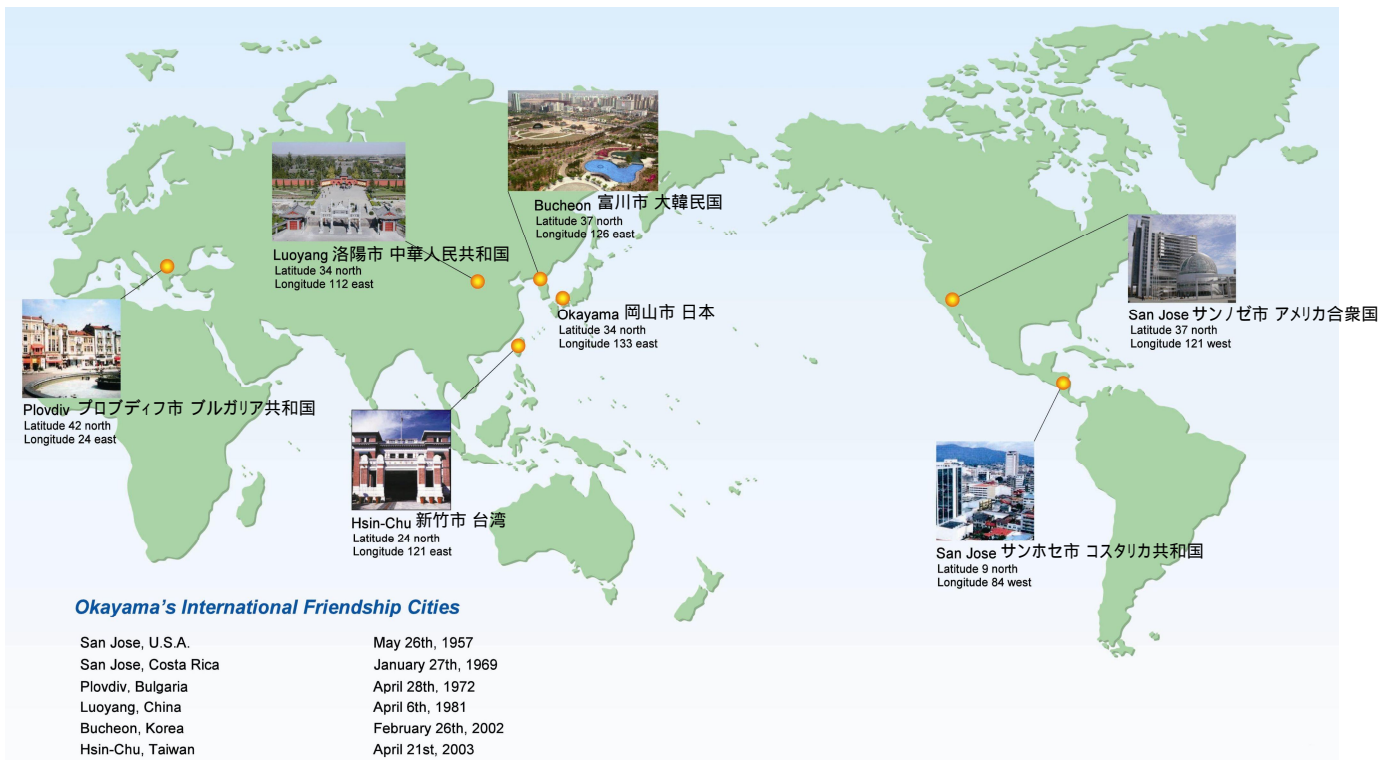 Bucheon 富川市 大韓民国
Latitude 37 north
Longitude 126 east
Luoyang 洛陽市 中華人民共和国
Latitude 34 north
Longitude 112 east
Okayama 岡山市 日本
Latitude 34 north
Longitude 133 east
San Jose サンノゼ市 アメリカ合衆国
Latitude 37 north
Longitude 121 west
Plovdiv プロブディフ市 ブルガリア共和国
Latitude 42 north
Longitude 24 east
Hsin-Chu 新竹市 台湾
Latitude 24 north
Longitude 121 east
San Jose サンホセ市 コスタリカ共和国
Latitude 9 north
Longitude 84 west
Okayama’s International Friendship Cities
San Jose, U.S.A. May 26th, 1957
San Jose, Costa Rica January 27th, 1969
Plovdiv, Bulgaria April 28th, 1972
Luoyang, China April 6th, 1981
Bucheon, Korea February 26th, 2002
Hsin-Chu, Taiwan April 21st, 2003